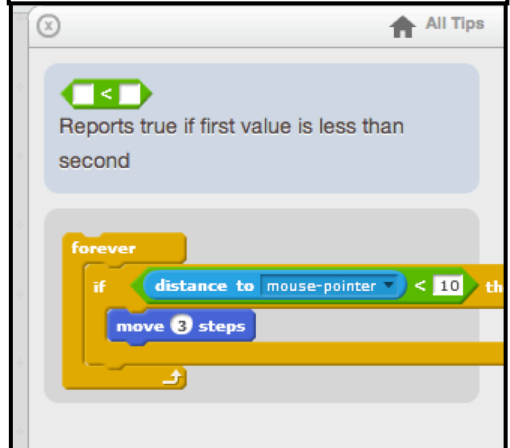 All Tips
<
Reports true if first value is less than
second
forever
if distance to mouse-pointer < 10 th
move 3 steps